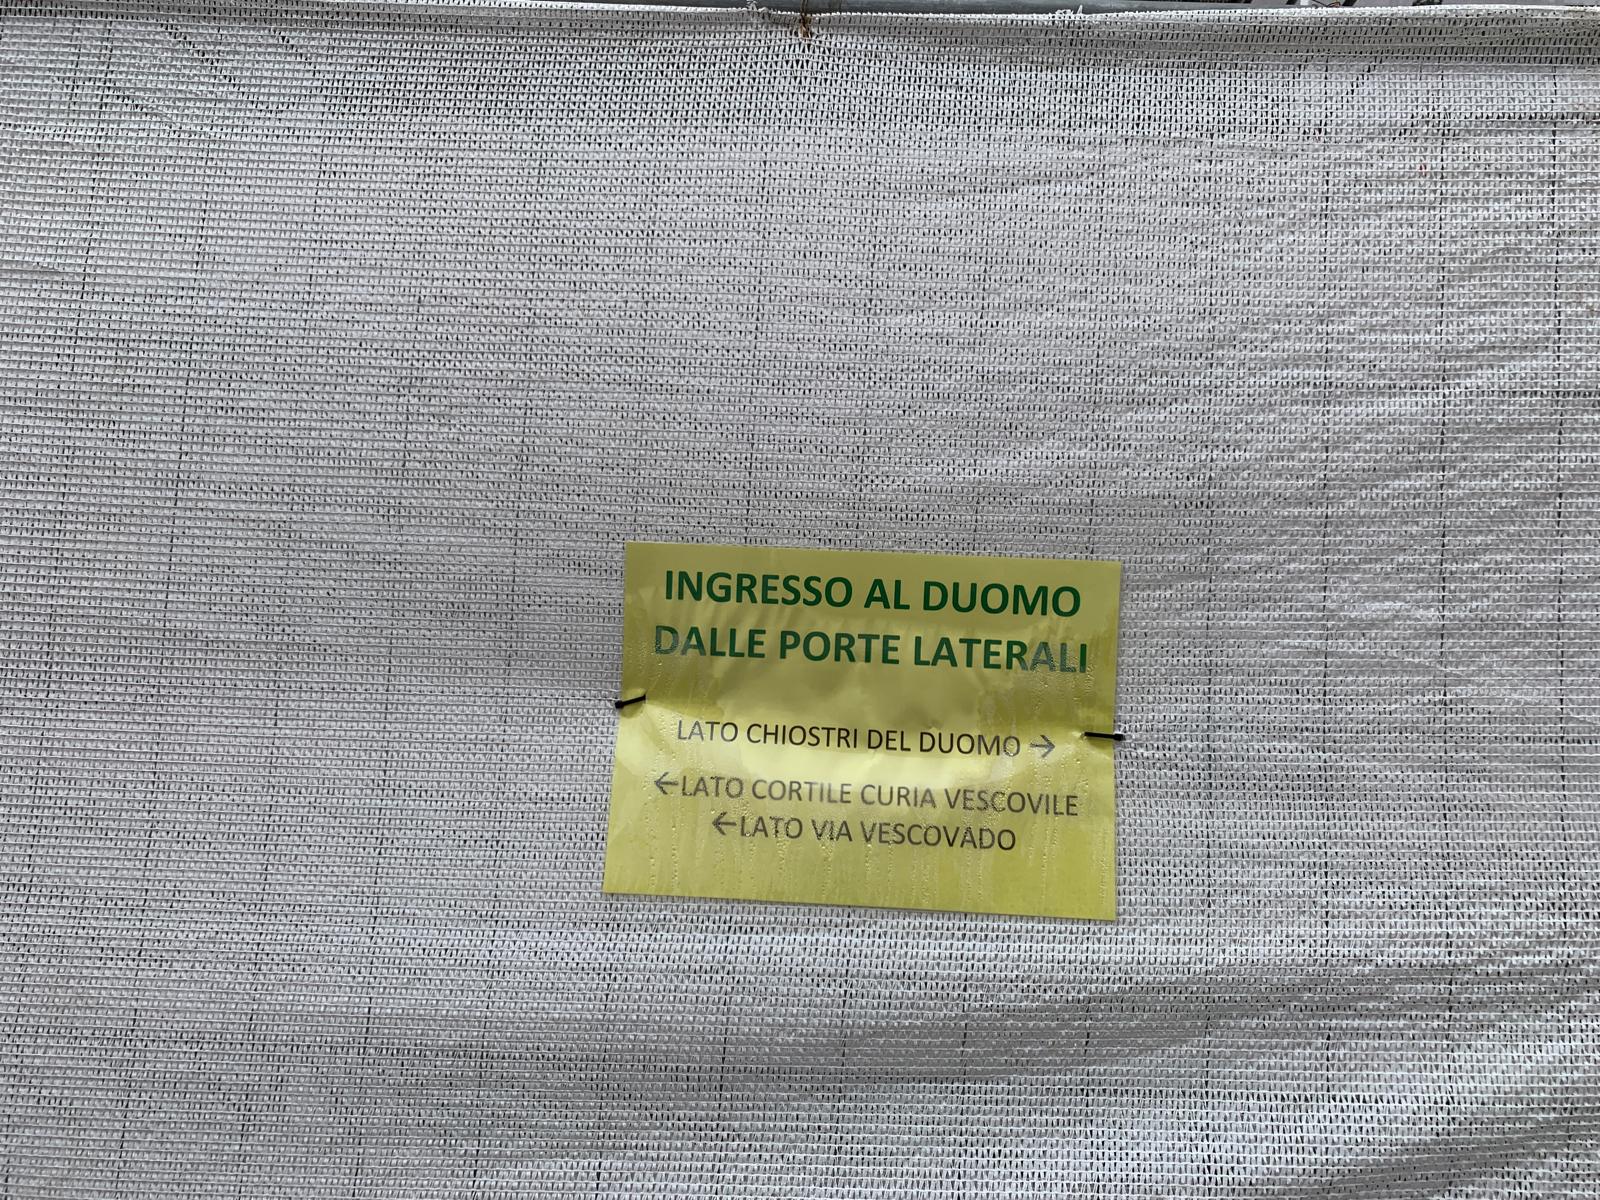 INGRESSO AL DUOMO
DALLE PORTE LATERALI
LATO CHIOSTRI DEL DUOMO →
←LATO CORTILE CURIA VESCOVILE
←LATO VIA VESCOVADO